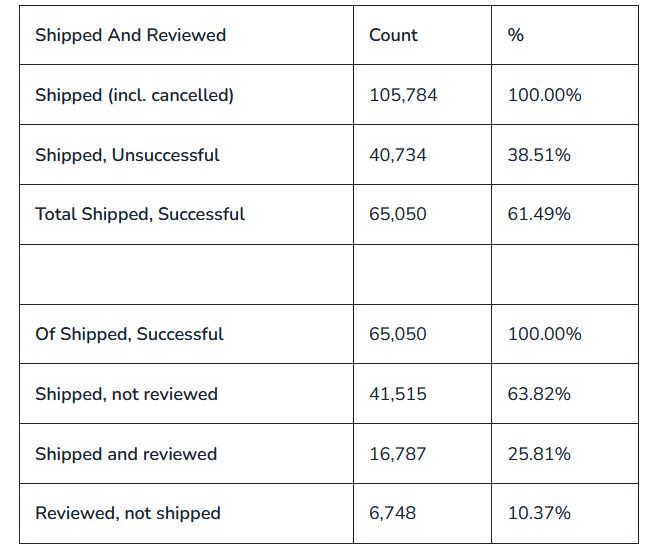 Shipped And Reviewed Count %
Shipped (incl. cancelled) 105,784 100.00%
Shipped, Unsuccessful 40,734 38.51%
Total Shipped, Successful 65,050 61.49%
Of Shipped, Successful 65,050 100.00%
Shipped, not reviewed 41,515 63.82%
Shipped and reviewed 16,787 25.81%
Reviewed, not shipped 6,748 10.37%